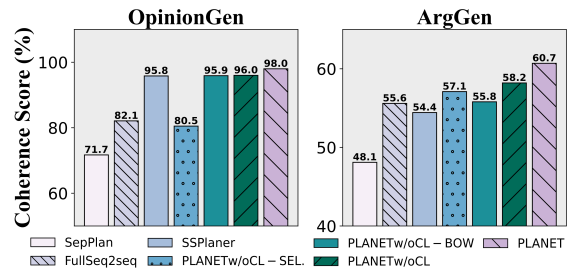 OpinionGen
ArgGen
Coherence Score (%)
100
80
60
71.7
82.1
95.8
80.5
95.9
96.0
98.0
60
50
40
48.1
55.6
54.4
57.1
55.8
58.2
60.7
SepPlan
FullSeq2seq
SSPlaner
PLANETw/oCL − SEL.
PLANETw/oCL − BOW
PLANETw/oCL
PLANET